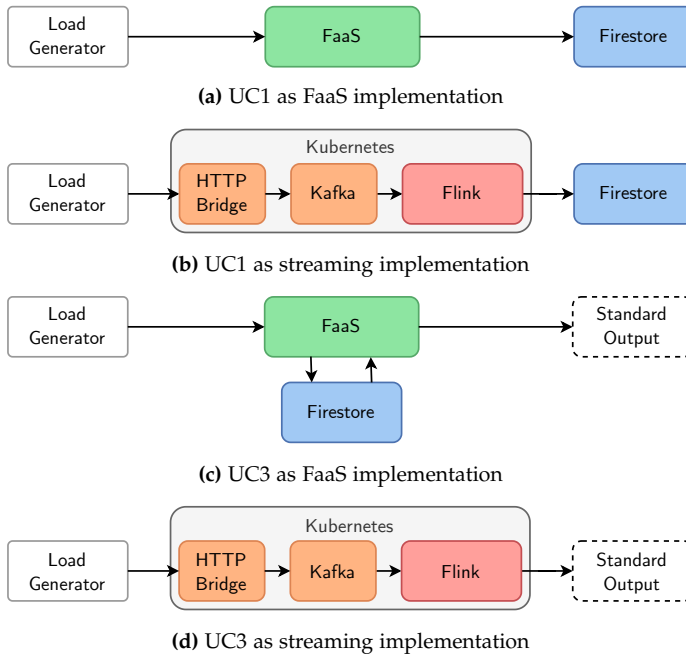 Load
Generator
FaaS
Firestore
(a) UC1 as FaaS implementation
Kubernetes
Load
Generator
HTTP
Bridge
Kafka
Flink
Firestore
(b) UC1 as streaming implementation
Load
Generator
FaaS
Standard
Output
Firestore
(c) UC3 as FaaS implementation
Kubernetes
Load
Generator
HTTP
Bridge
Kafka
Flink
Standard
Output
(d) UC3 as streaming implementation